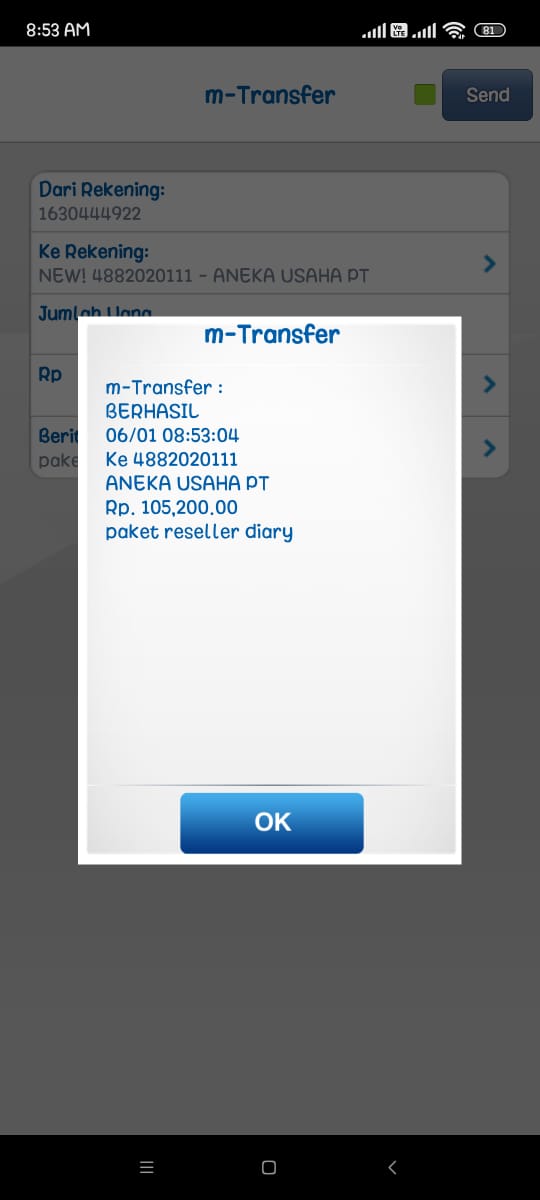 8:53 AM
Vo LTE
81
m-Transfer
Send
Dari Rekening:
1630444922
Ke Rekening:
NEW! 4882020111 - ANEKA USAHA PT
Jumlah Uang
Rp
m-Transfer
m-Transfer :
BERHASIL
06/01 08:53:04
Ke 4882020111
ANEKA USAHA PT
Rp. 105,200.00
paket reseller diary
OK